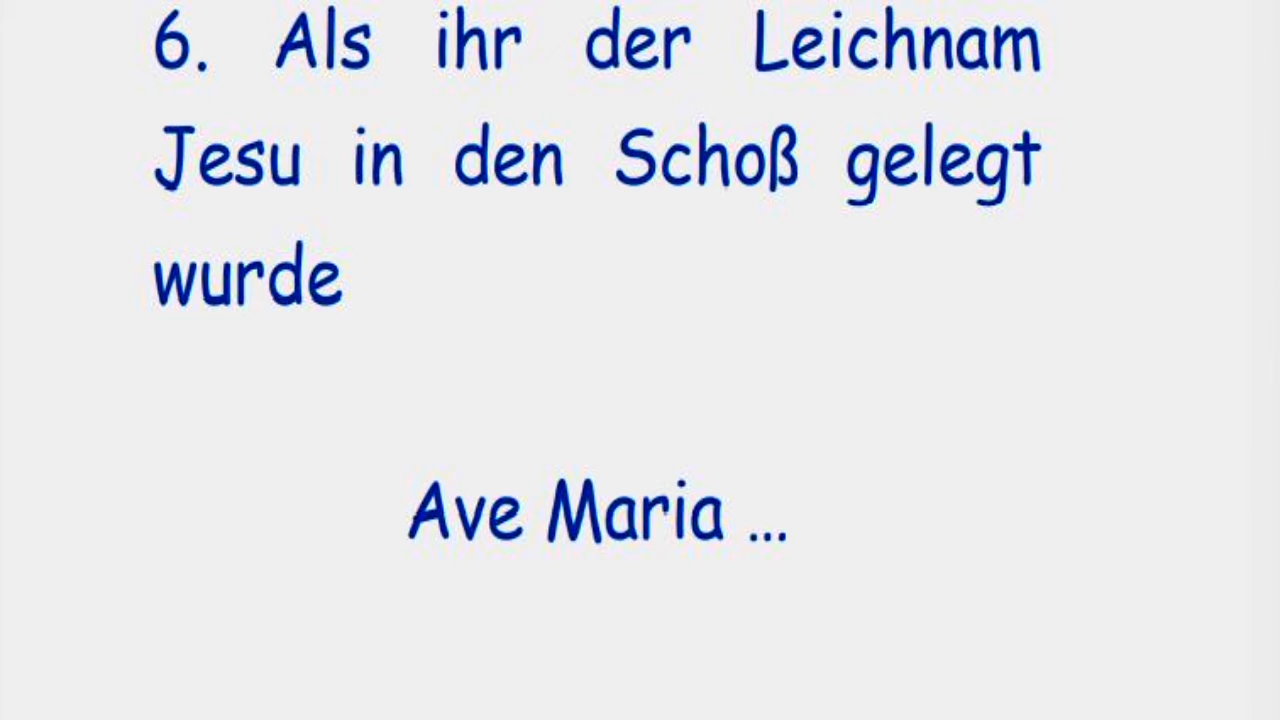 6. Als ihr der Leichnam
Jesu in den Schoß gelegt
wurde
Ave Maria ...